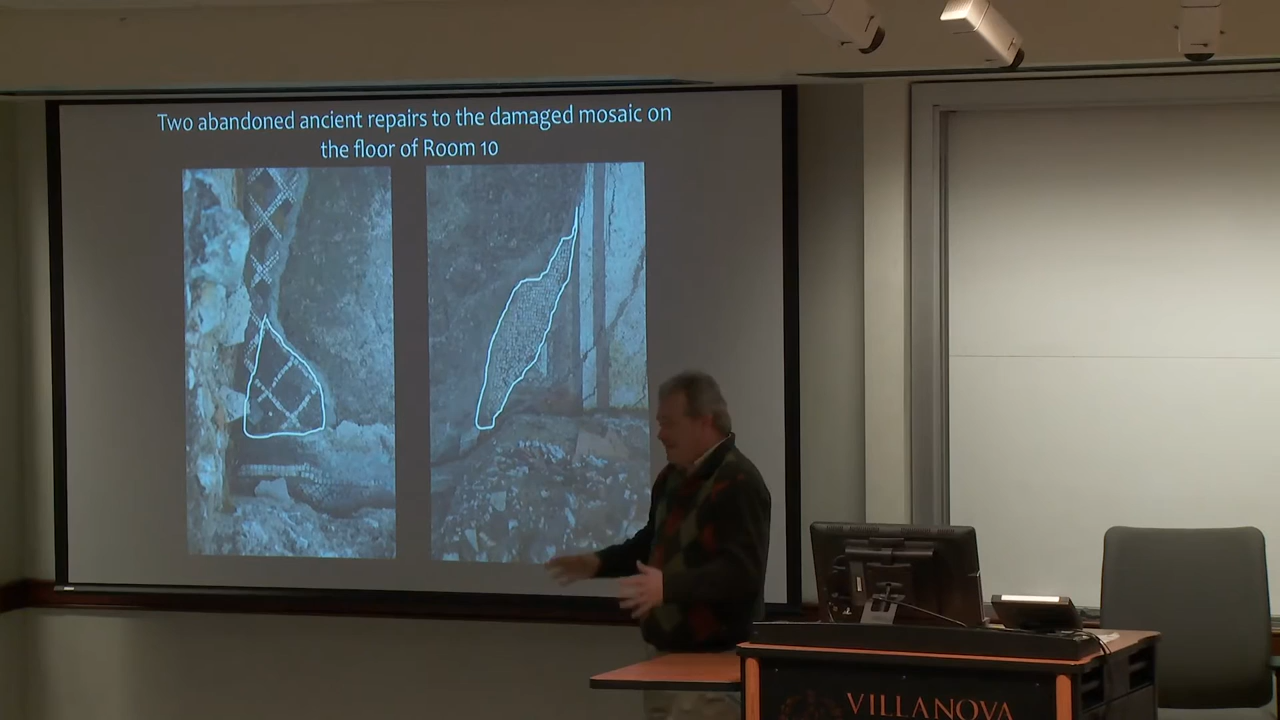 Two abandoned ancient repairs to the damaged mosaic on
the floor of Room 10
VILLANOVA